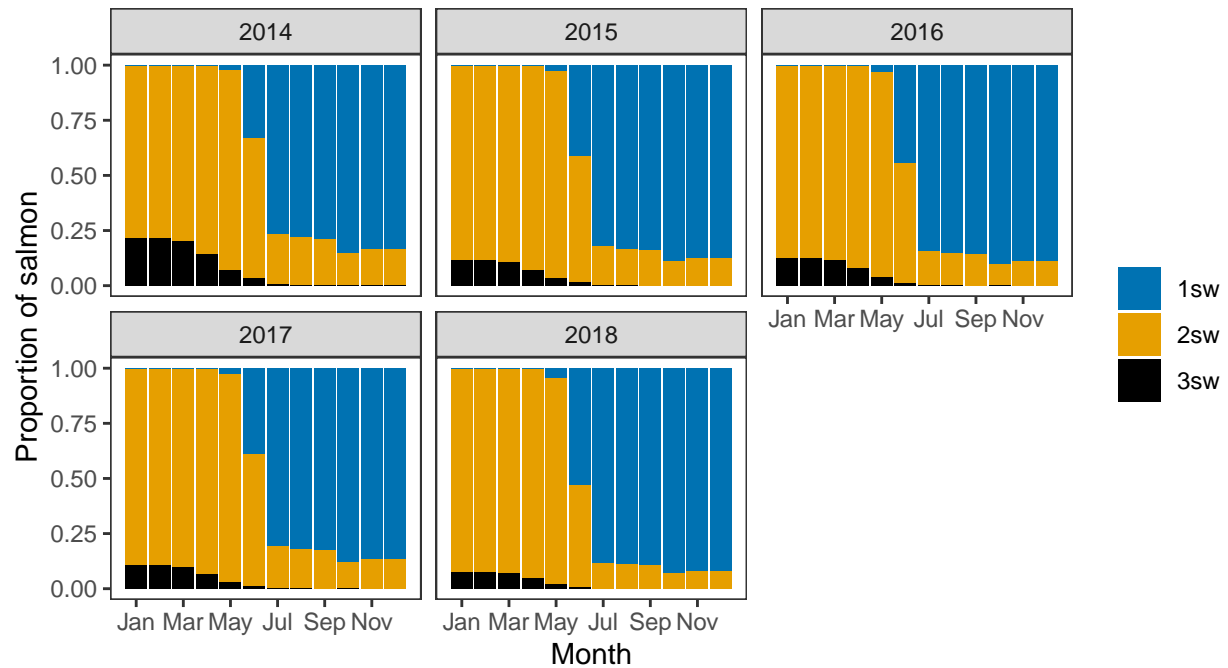 2014 2015 2016
1.00
0.75
0.50
0.25
0.00
Jan Mar May Jul Sep Nov
2017 2018
1.00
0.75
0.50
0.25
0.00
Jan Mar May Jul Sep Nov Jan Mar May Jul Sep Nov
Month
Proportion of salmon
1sw
2sw
3sw